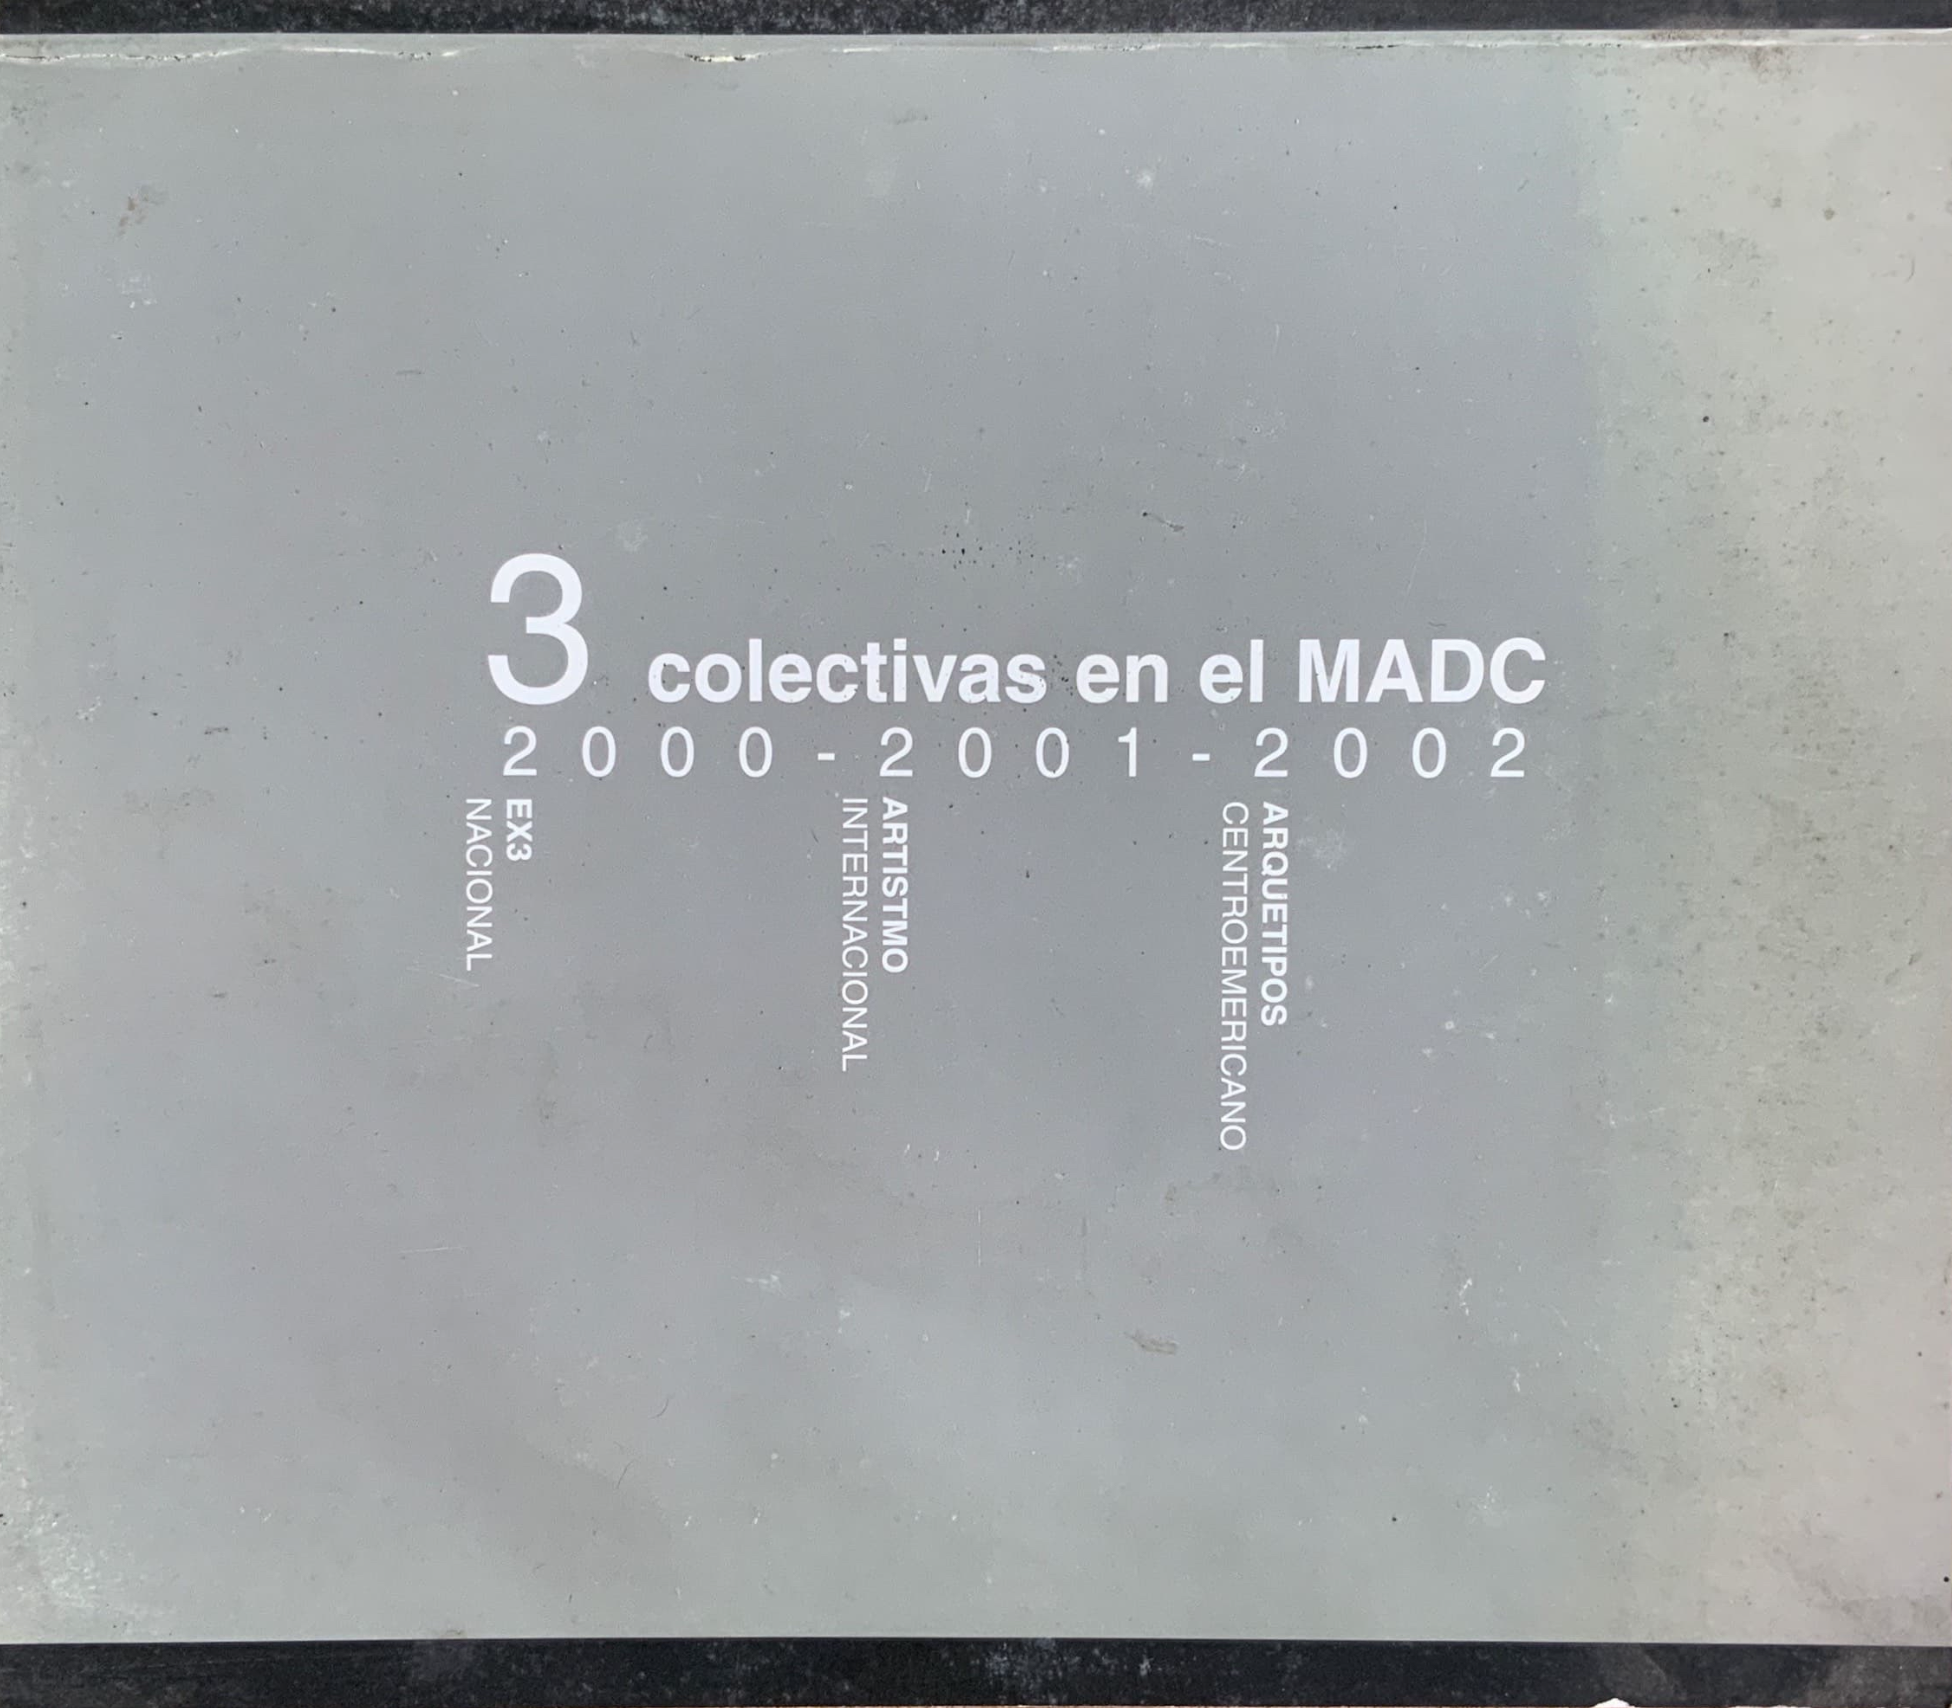 3 colectivas en el MADC
2000-2001-2002
EX3
NACIONAL
ARTISTMO
INTERNACIONAL
ARQUETIPOS
CENTROEMERICANO